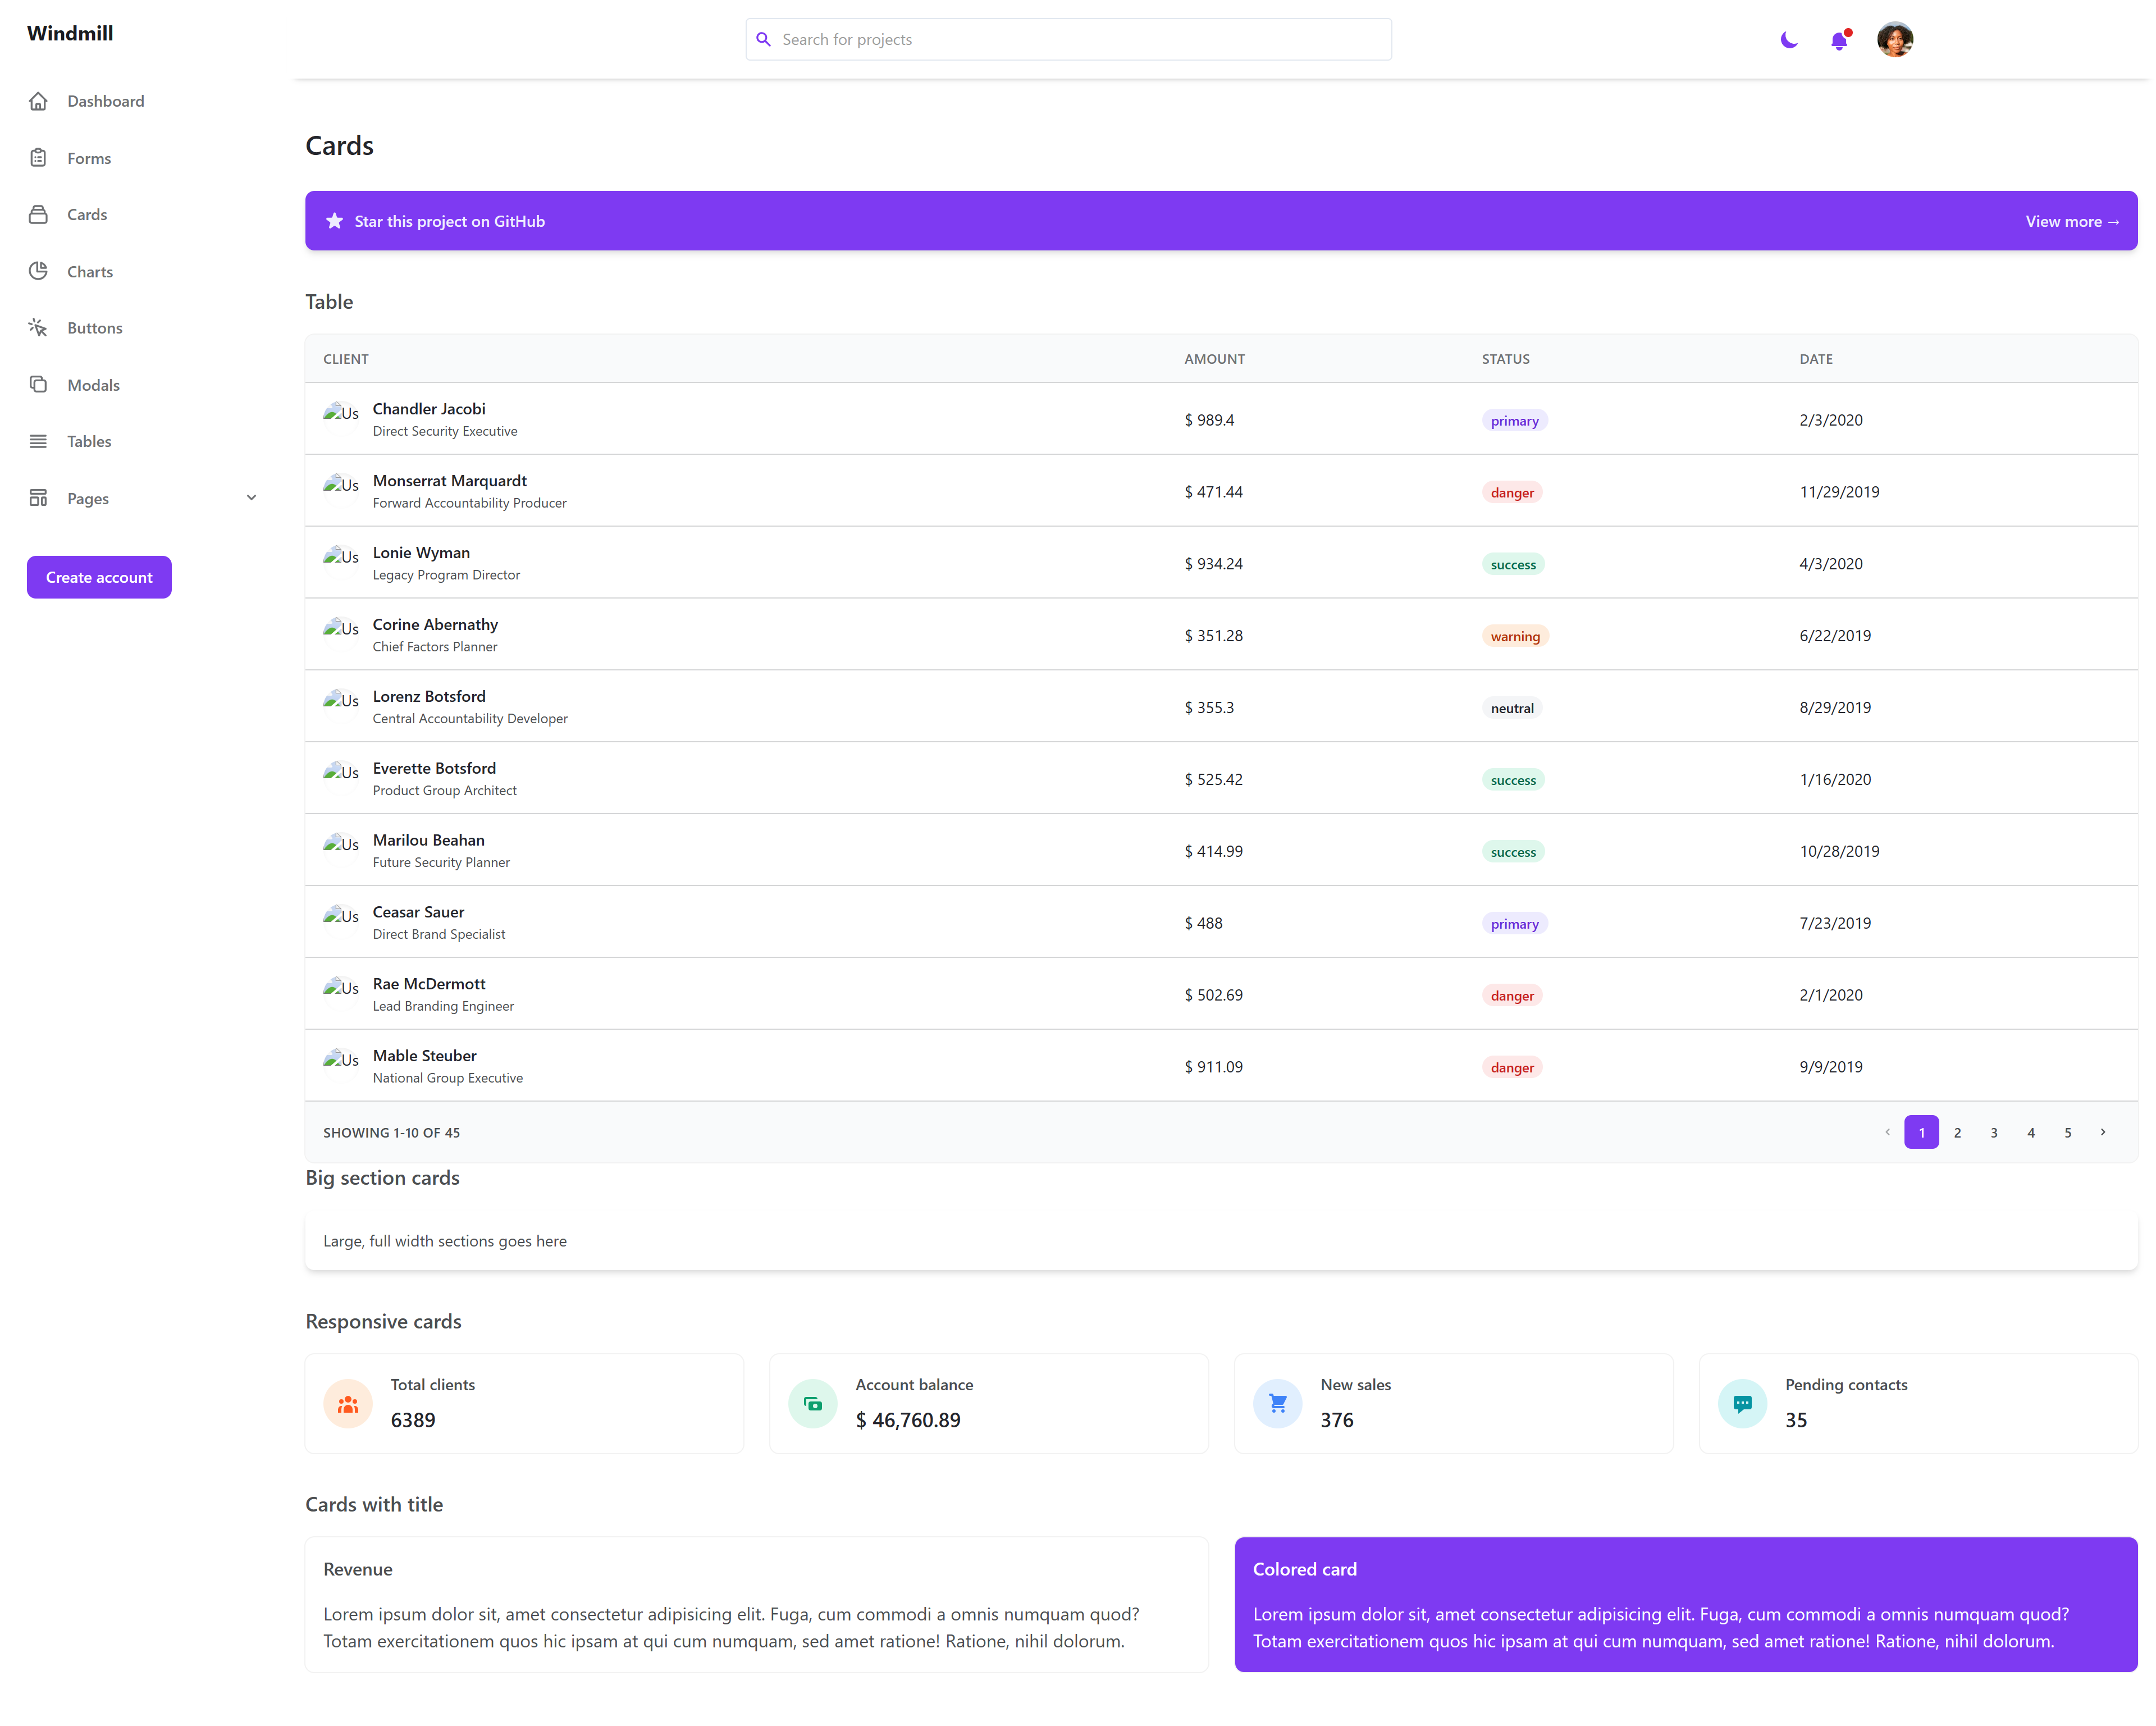 Windmill
Search for projects
Dashboard
Forms
Cards
Charts
Buttons
Modals
Tables
Pages
Create account
Cards
Star this project on GitHub
View more →
Table
CLIENT AMOUNT STATUS DATE
Us Chandler Jacobi
Direct Security Executive
$ 989.4 primary 2/3/2020
Us Monserrat Marquardt
Forward Accountability Producer
$ 471.44 danger 11/29/2019
Us Lonie Wyman
Legacy Program Director
$ 934.24 success 4/3/2020
Us Corine Abernathy
Chief Factors Planner
$ 351.28 warning 6/22/2019
Us Lorenz Botsford
Central Accountability Developer
$ 355.3 neutral 8/29/2019
Us Everette Botsford
Product Group Architect
$ 525.42 success 1/16/2020
Us Marilou Beahan
Future Security Planner
$ 414.99 success 10/28/2019
Us Ceasar Sauer
Direct Brand Specialist
$ 488 primary 7/23/2019
Us Rae McDermott
Lead Branding Engineer
$ 502.69 danger 2/1/2020
Us Mable Steuber
National Group Executive
$ 911.09 danger 9/9/2019
SHOWING 1-10 OF 45
1 2 3 4 5
Big section cards
Large, full width sections goes here
Responsive cards
Total clients
6389
Account balance
$ 46,760.89
New sales
376
Pending contacts
35
Cards with title
Revenue
Lorem ipsum dolor sit, amet consectetur adipisicing elit. Fuga, cum commodi a omnis numquam quod?
Totam exercitationem quos hic ipsam at qui cum numquam, sed amet ratione! Ratione, nihil dolorum.
Colored card
Lorem ipsum dolor sit, amet consectetur adipisicing elit. Fuga, cum commodi a omnis numquam quod?
Totam exercitationem quos hic ipsam at qui cum numquam, sed amet ratione! Ratione, nihil dolorum.